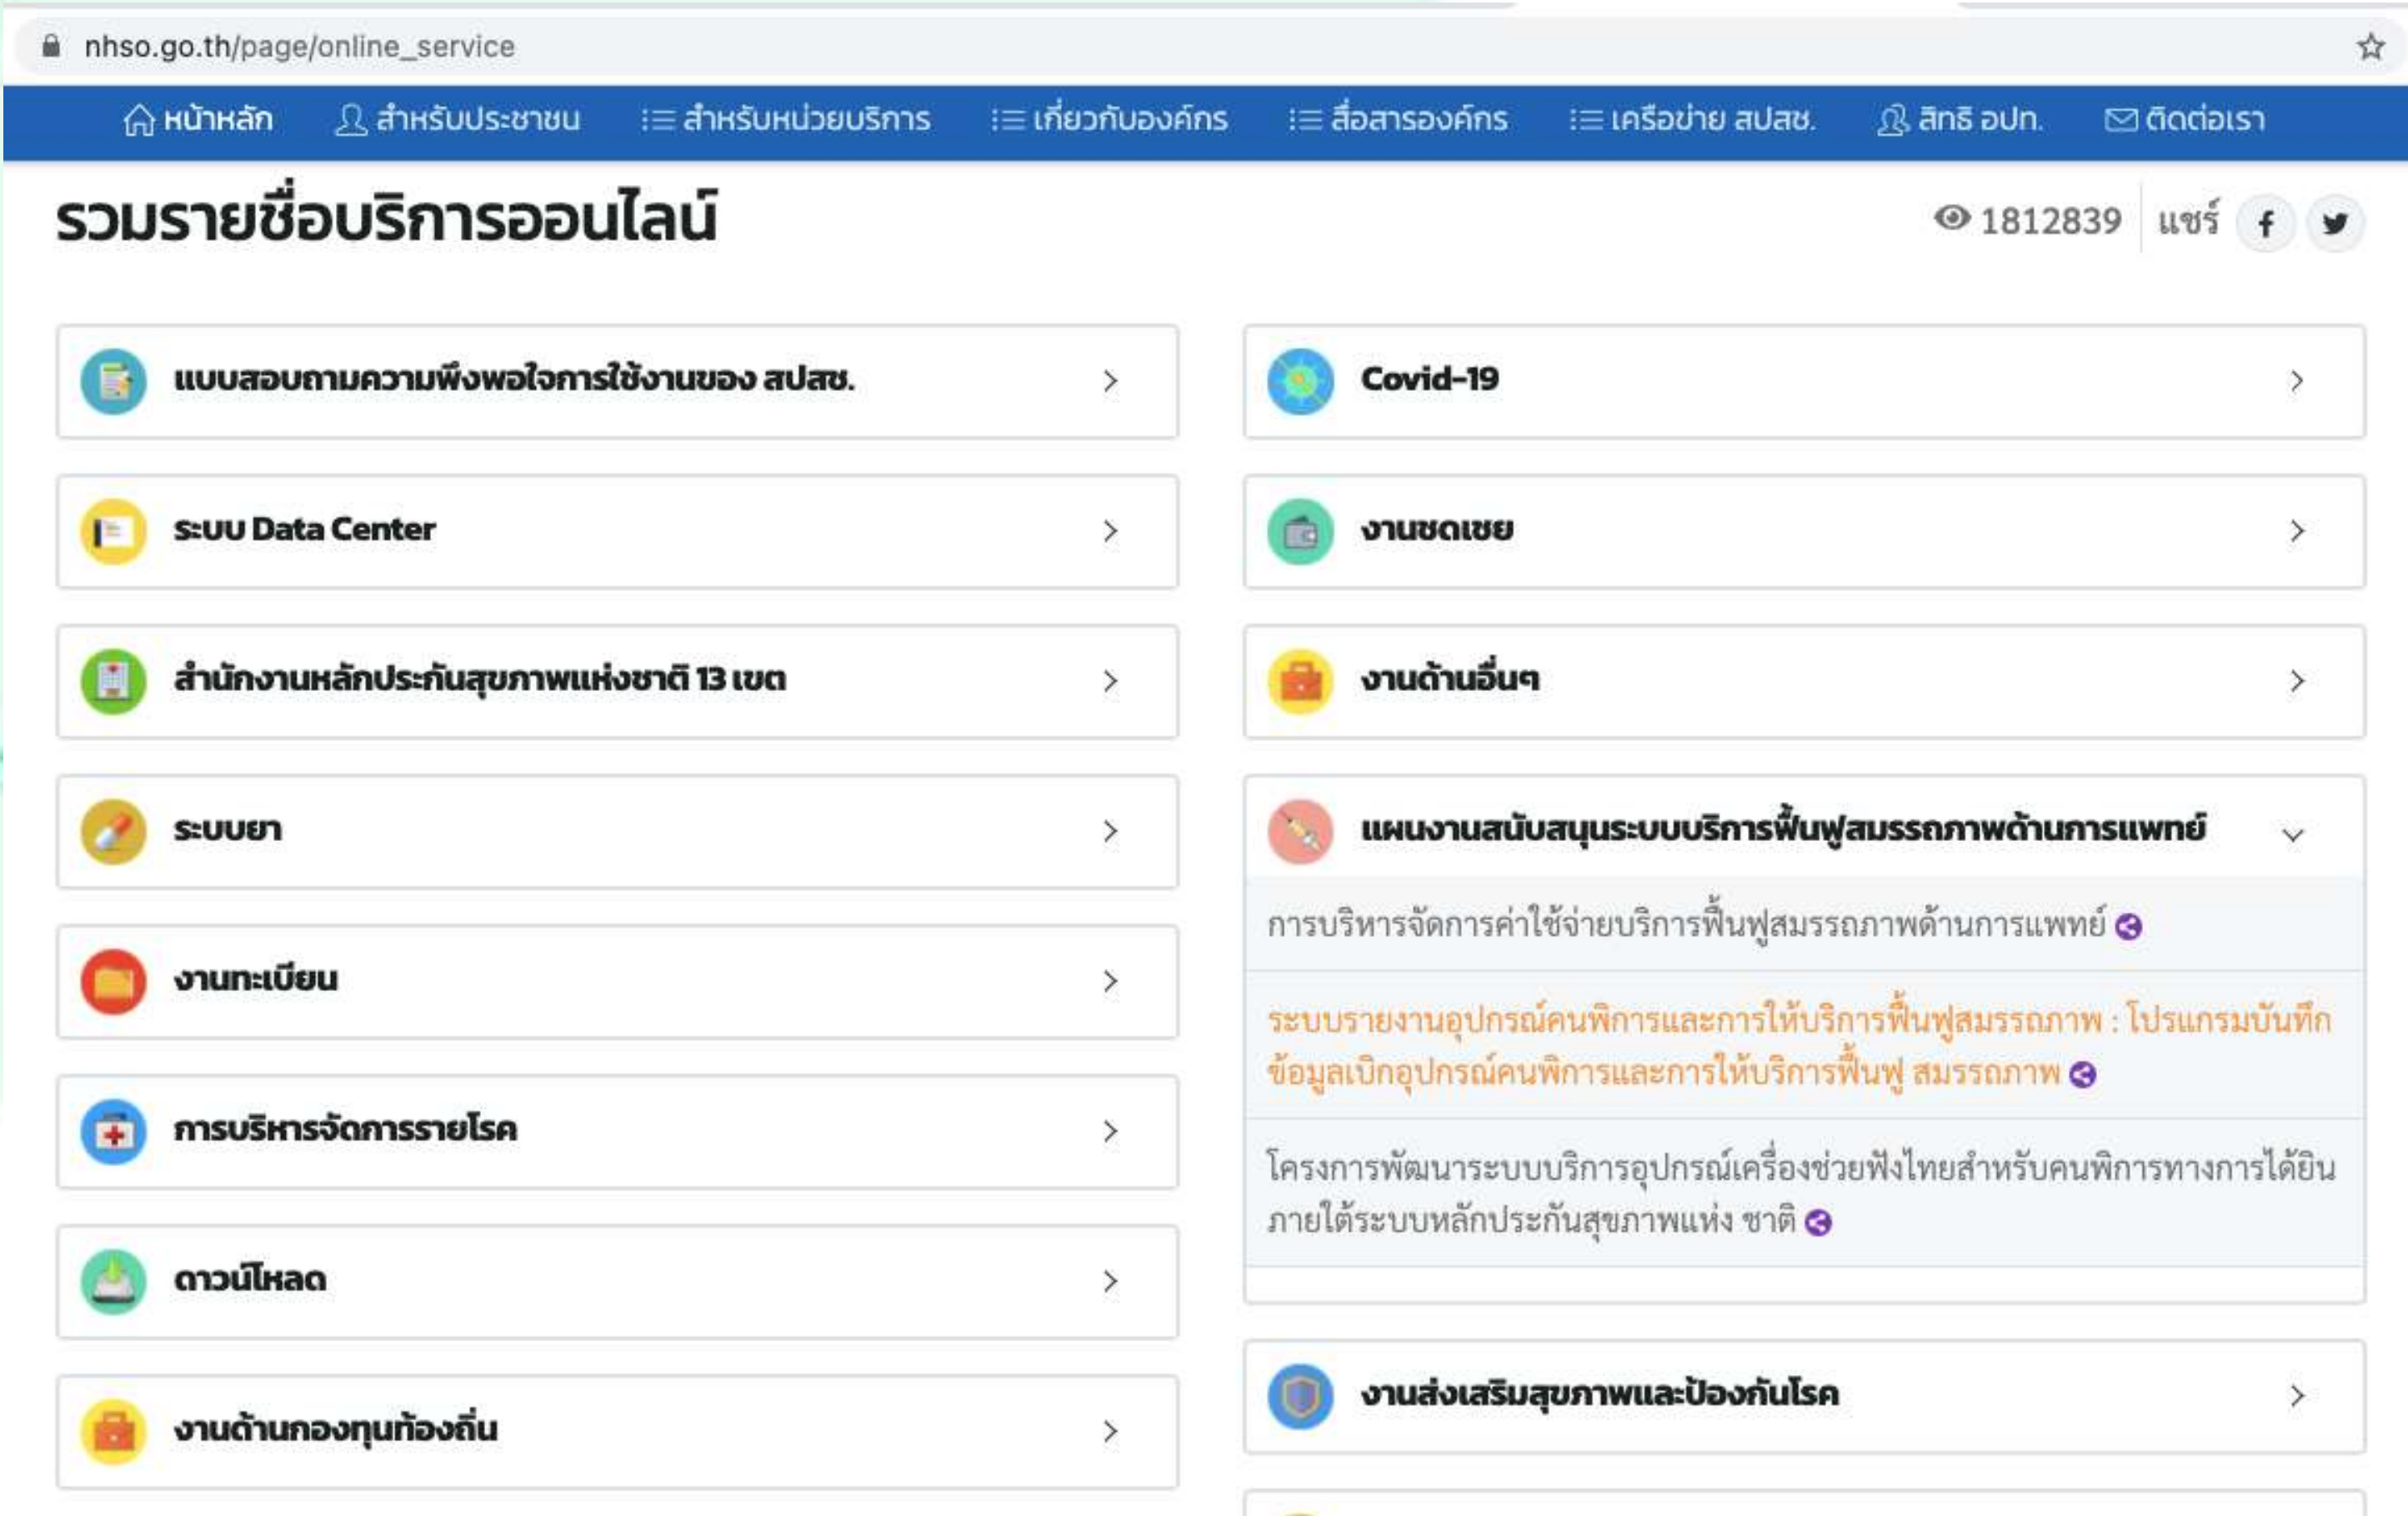 nhso.go.th/page/online_service
หน้าหลัก สำหรับประชาชน สำหรับหน่วยบริการ เกี่ยวกับองค์กร สื่อสารองค์กร เครือข่าย สปสช. สิทธิ อปท. ติดต่อเรา
รวมรายชื่อบริการออนไลน์
1812839 แชร์
แบบสอบถามความพึงพอใจการใช้งานของ สปสช.
ระบบ Data Center
สำนักงานหลักประกันสุขภาพแห่งชาติ 13 เขต
ระบบยา
งานทะเบียน
การบริหารจัดการรายโรค
ดาวน์โหลด
งานด้านกองทุนท้องถิ่น
Covid-19
งานชดเชย
งานด้านอื่นๆ
แผนงานสนับสนุนระบบบริการฟื้นฟูสมรรถภาพด้านการแพทย์
การบริหารจัดการค่าใช้จ่ายบริการฟื้นฟูสมรรถภาพด้านการแพทย์
ระบบรายงานอุปกรณ์คนพิการและการให้บริการฟื้นฟูสมรรถภาพ : โปรแกรมบันทึก
ข้อมูลเบิกอุปกรณ์คนพิการและการให้บริการฟื้นฟู สมรรถภาพ
โครงการพัฒนาระบบบริการอุปกรณ์เครื่องช่วยฟังไทยสำหรับคนพิการทางการได้ยิน
ภายใต้ระบบหลักประกันสุขภาพแห่ง ชาติ
งานส่งเสริมสุขภาพและป้องกันโรค